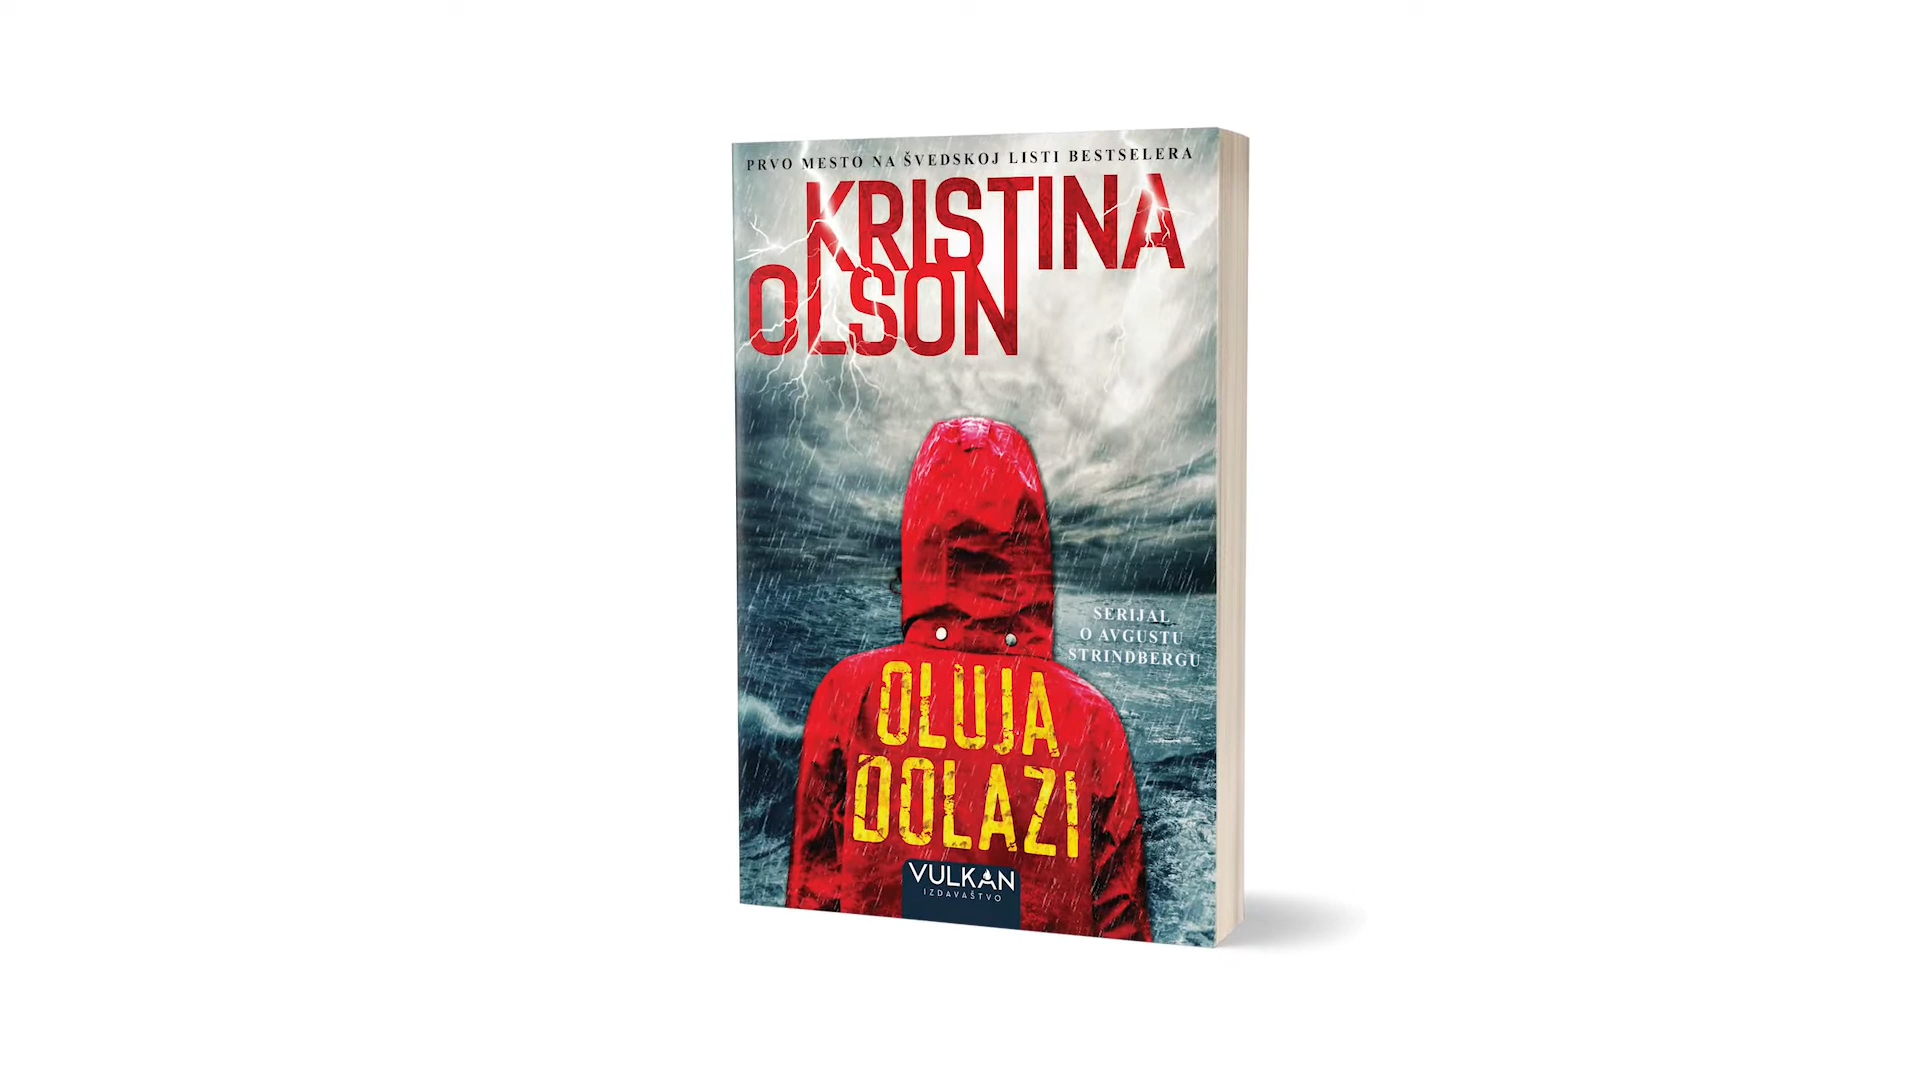 PRVO MESTO NA ŠVEDSKOJ LISTI BESTSELERA
KRISTINA
OLSON
SERIJAL
O AVGUSTU
STRINDBERGU
OLUJA
DOLAZI
VULKAN
IZDAVAŠTVO